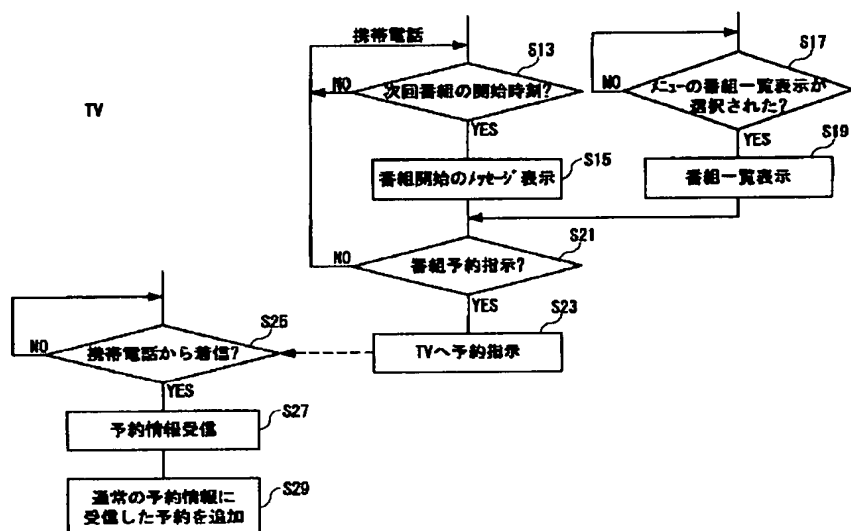 携帯電話
S13
S17
NO
次回番組の開始時刻?
NO
メニューの番組一覧表示が
選択された?
TV
YES
YES
S15
S19
番組開始のメッセージ表示
番組一覧表示
S21
NO
番組予約指示?
YES
S23
S25
TVへ予約指示
NO
携帯電話から着信?
YES
S27
予約情報受信
S29
通常の予約情報に
受信した予約を追加